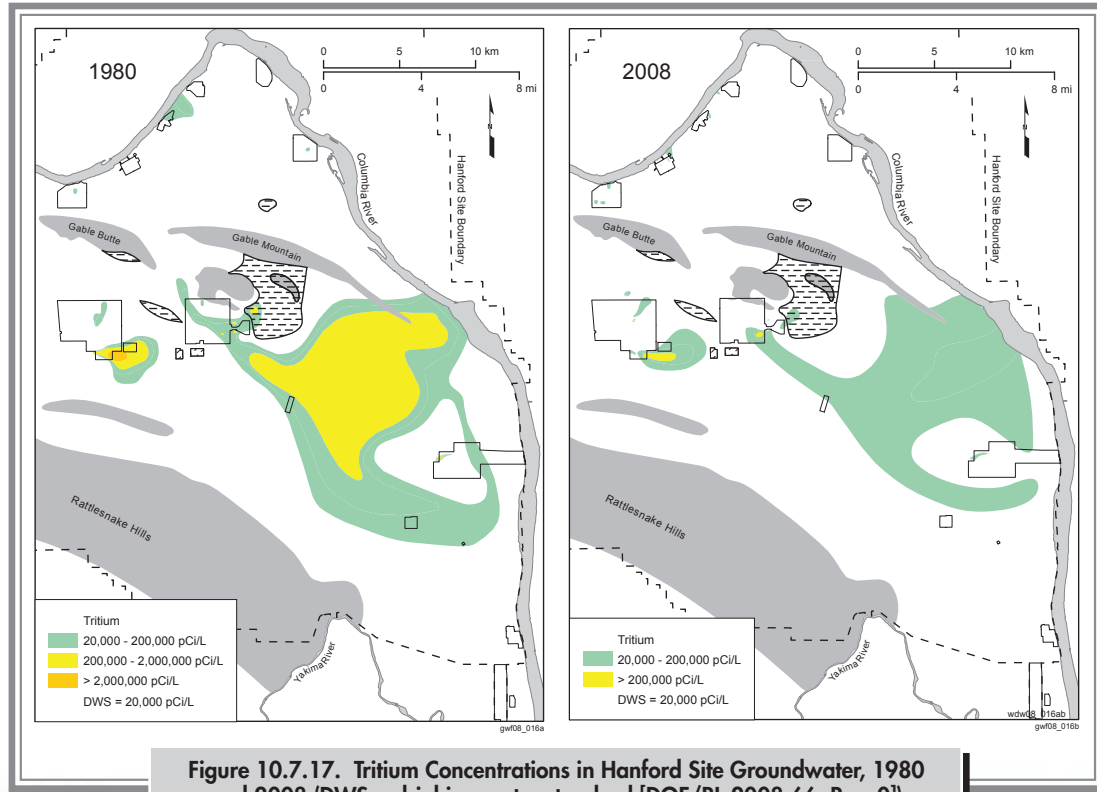 1980
0 5 10 km
0 4 8 mi
N
Columbia River
Hanford Site Boundary
Gable Butte
Gable Mountain
Rattlesnake Hills
Yakima River
Tritium
20,000 - 200,000 pCi/L
200,000 - 2,000,000 pCi/L
> 2,000,000 pCi/L
DWS = 20,000 pCi/L
gwf08_016a
2008
0 5 10 km
0 4 8 mi
N
Columbia River
Hanford Site Boundary
Gable Butte
Gable Mountain
Rattlesnake Hills
Yakima River
Tritium
20,000 - 200,000 pCi/L
> 200,000 pCi/L
DWS = 20,000 pCi/L
wdw08_016ab
gwf08_016b
Figure 10.7.17. Tritium Concentrations in Hanford Site Groundwater, 1980